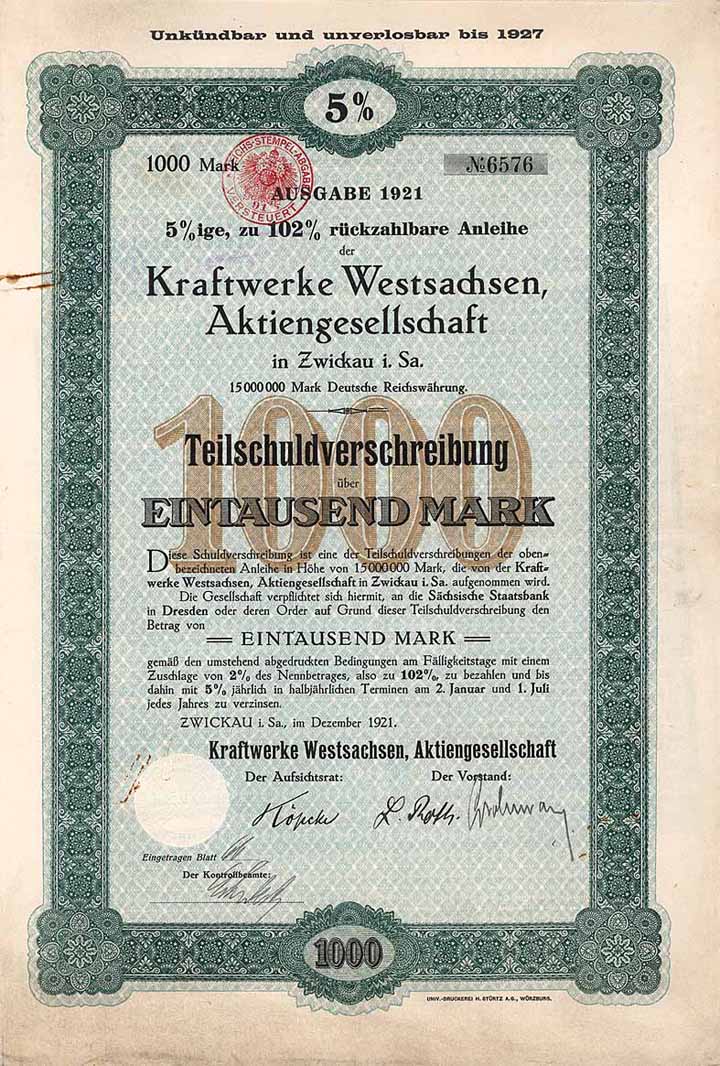 Unkündbar und unverlosbar bis 1927
5%
1000 Mark
№6576
REICHS-STEMPEL-ABGABE
VERSTEUERT
AUSGABE 1921
5%ige, zu 102% rückzahlbare Anleihe
der
Kraftwerke Westsachsen,
Aktiengesellschaft
in Zwickau i. Sa.
15000000 Mark Deutsche Reichswährung.
1000
Teilschuldverschreibung
über
EINTAUSEND MARK
Diese Schuldverschreibung ist eine der Teilschuldverschreibungen der oben-
bezeichneten Anleihe in Höhe von 15000000 Mark, die von der Kraft-
werke Westsachsen, Aktiengesellschaft in Zwickau i. Sa. aufgenommen wird.
Die Gesellschaft verpflichtet sich hiermit, an die Sächsische Staatsbank
in Dresden oder deren Order auf Grund dieser Teilschuldverschreibung den
Betrag von
EINTAUSEND MARK
gemäß den umstehend abgedruckten Bedingungen am Fälligkeitstage mit einem
Zuschlage von 2% des Nennbetrages, also zu 102%, zu bezahlen und bis
dahin mit 5% jährlich in halbjährlichen Terminen am 2. Januar und 1. Juli
jedes Jahres zu verzinsen.
ZWICKAU i. Sa., im Dezember 1921.
Kraftwerke Westsachsen, Aktiengesellschaft
Der Aufsichtsrat:
Der Vorstand:
Köpcke
L. Roth.
Eingetragen Blatt
Der Kontrollbeamte:
1000
UNIV.-DRUCKEREI H. STÜRTZ A.G., WÜRZBURG.